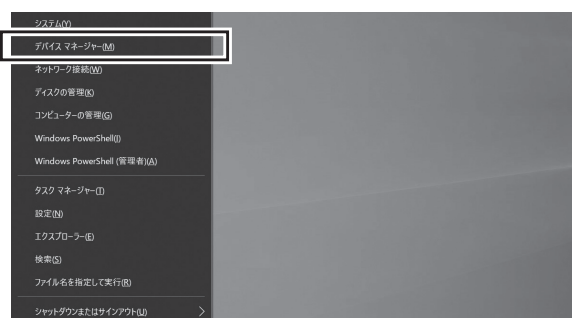 システム(Y)
デバイス マネージャー(M)
ネットワーク接続(W)
ディスクの管理(K)
コンピューターの管理(G)
Windows PowerShell(I)
Windows PowerShell (管理者)(A)
タスク マネージャー(T)
設定(N)
エクスプローラー(E)
検索(S)
ファイル名を指定して実行(R)
シャットダウンまたはサインアウト(U)